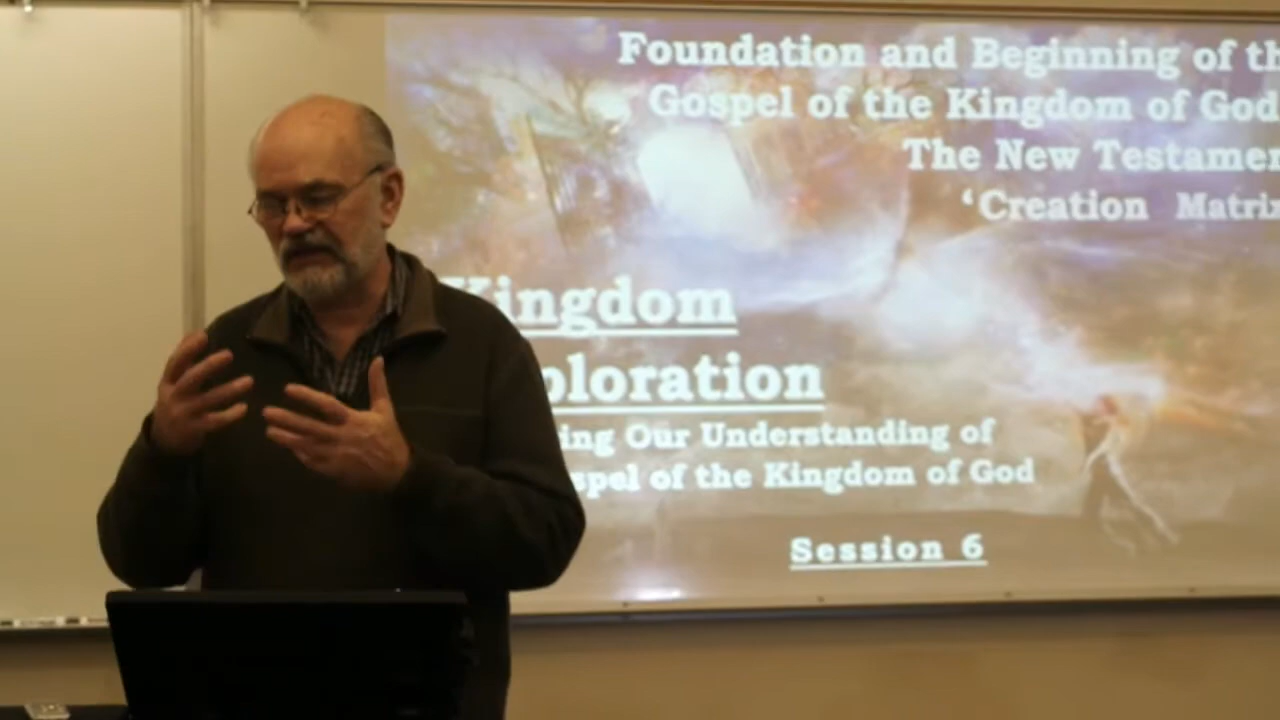 Foundation and Beginning of th
Gospel of the Kingdom of God
The New Testamen
‘Creation Matrix
Kingdom
ploration
ing Our Understanding of
spel of the Kingdom of God
Session 6